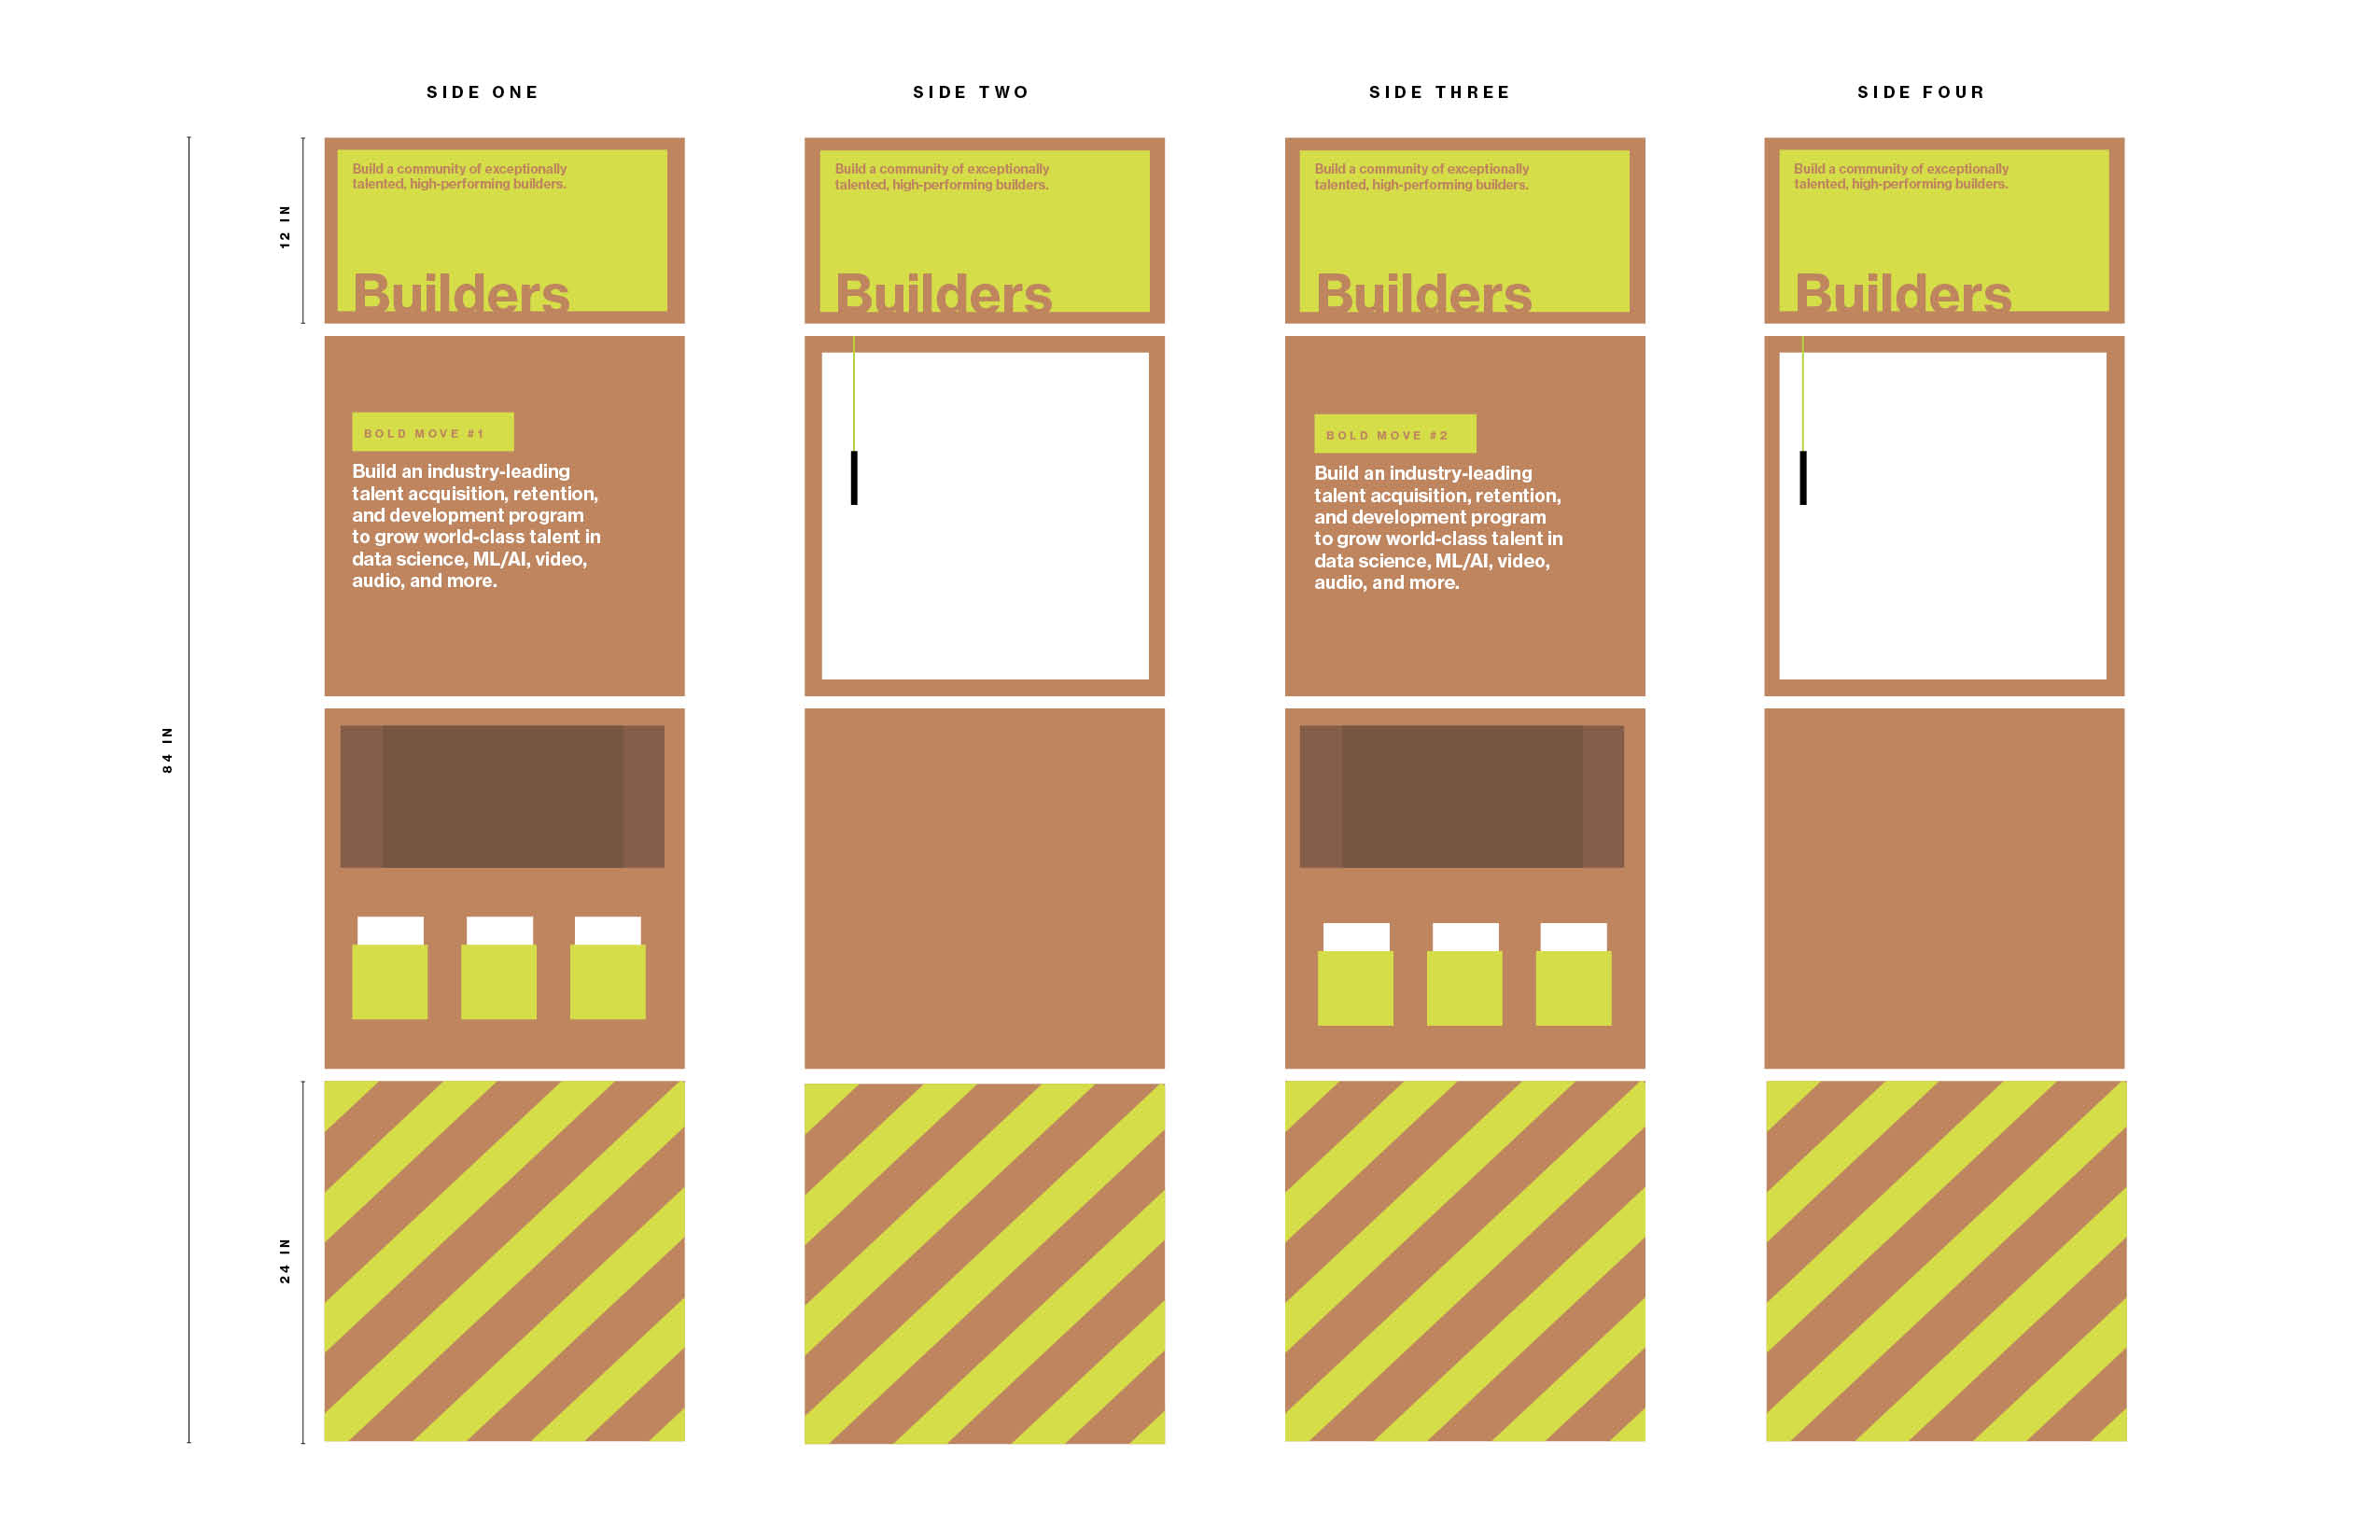 SIDE ONE
SIDE TWO
SIDE THREE
SIDE FOUR
84 IN
12 IN
24 IN
Build a community of exceptionally
talented, high-performing builders.
Builders
BOLD MOVE #1
Build an industry-leading
talent acquisition, retention,
and development program
to grow world-class talent in
data science, ML/AI, video,
audio, and more.
Build a community of exceptionally
talented, high-performing builders.
Builders
Build a community of exceptionally
talented, high-performing builders.
Builders
BOLD MOVE #2
Build an industry-leading
talent acquisition, retention,
and development program
to grow world-class talent in
data science, ML/AI, video,
audio, and more.
Build a community of exceptionally
talented, high-performing builders.
Builders